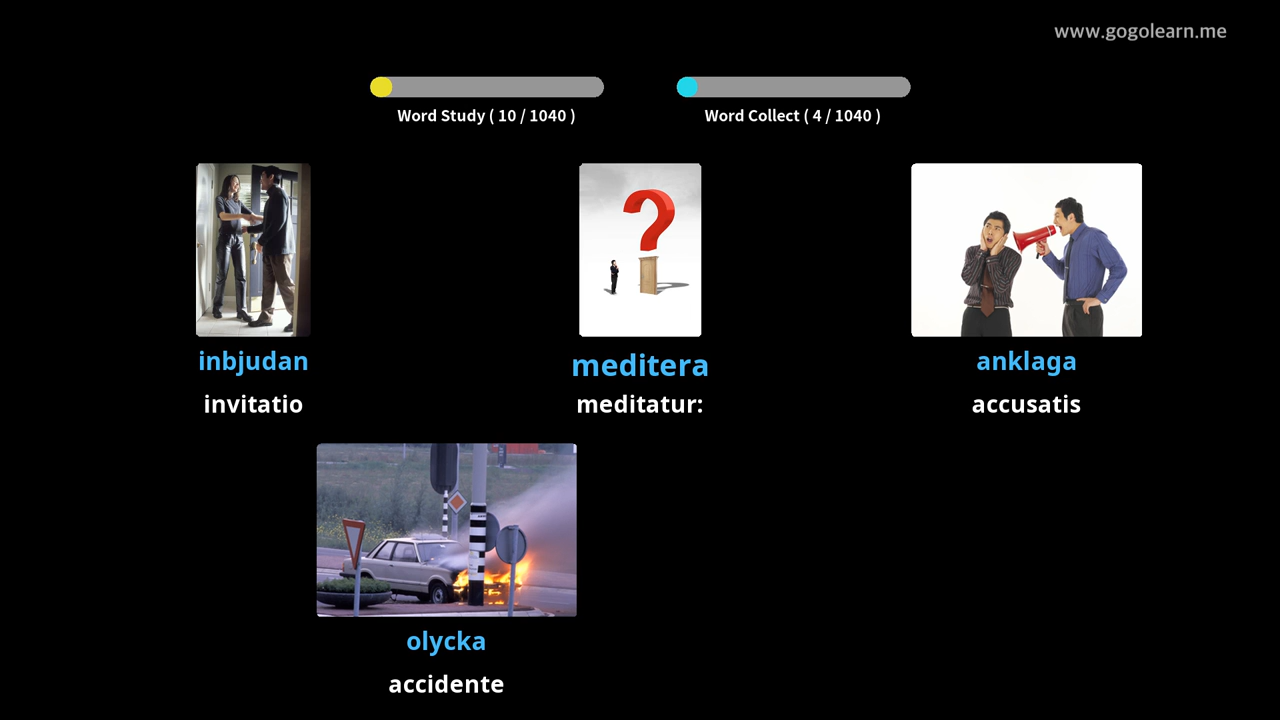 www.gogolearn.me
Word Study ( 10 / 1040 )
Word Collect ( 4 / 1040 )
inbjudan
invitatio
meditera
meditatur:
anklaga
accusatis
olycka
accidente